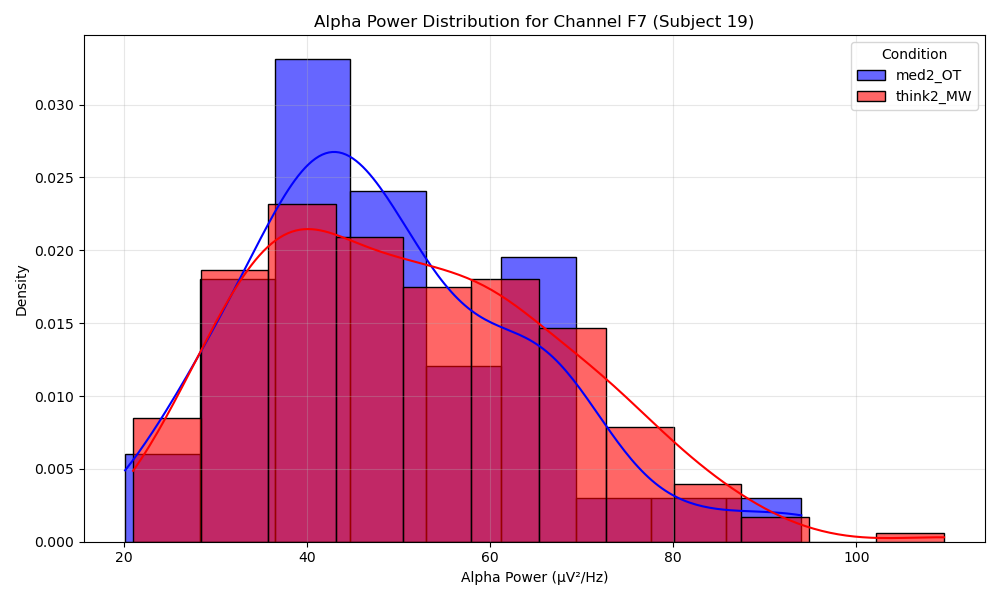 Alpha Power Distribution for Channel F7 (Subject 19)
Condition
med2_OT
think2_MW
Density
0.030
0.025
0.020
0.015
0.010
0.005
0.000
20 40 60 80 100
Alpha Power (µV²/Hz)